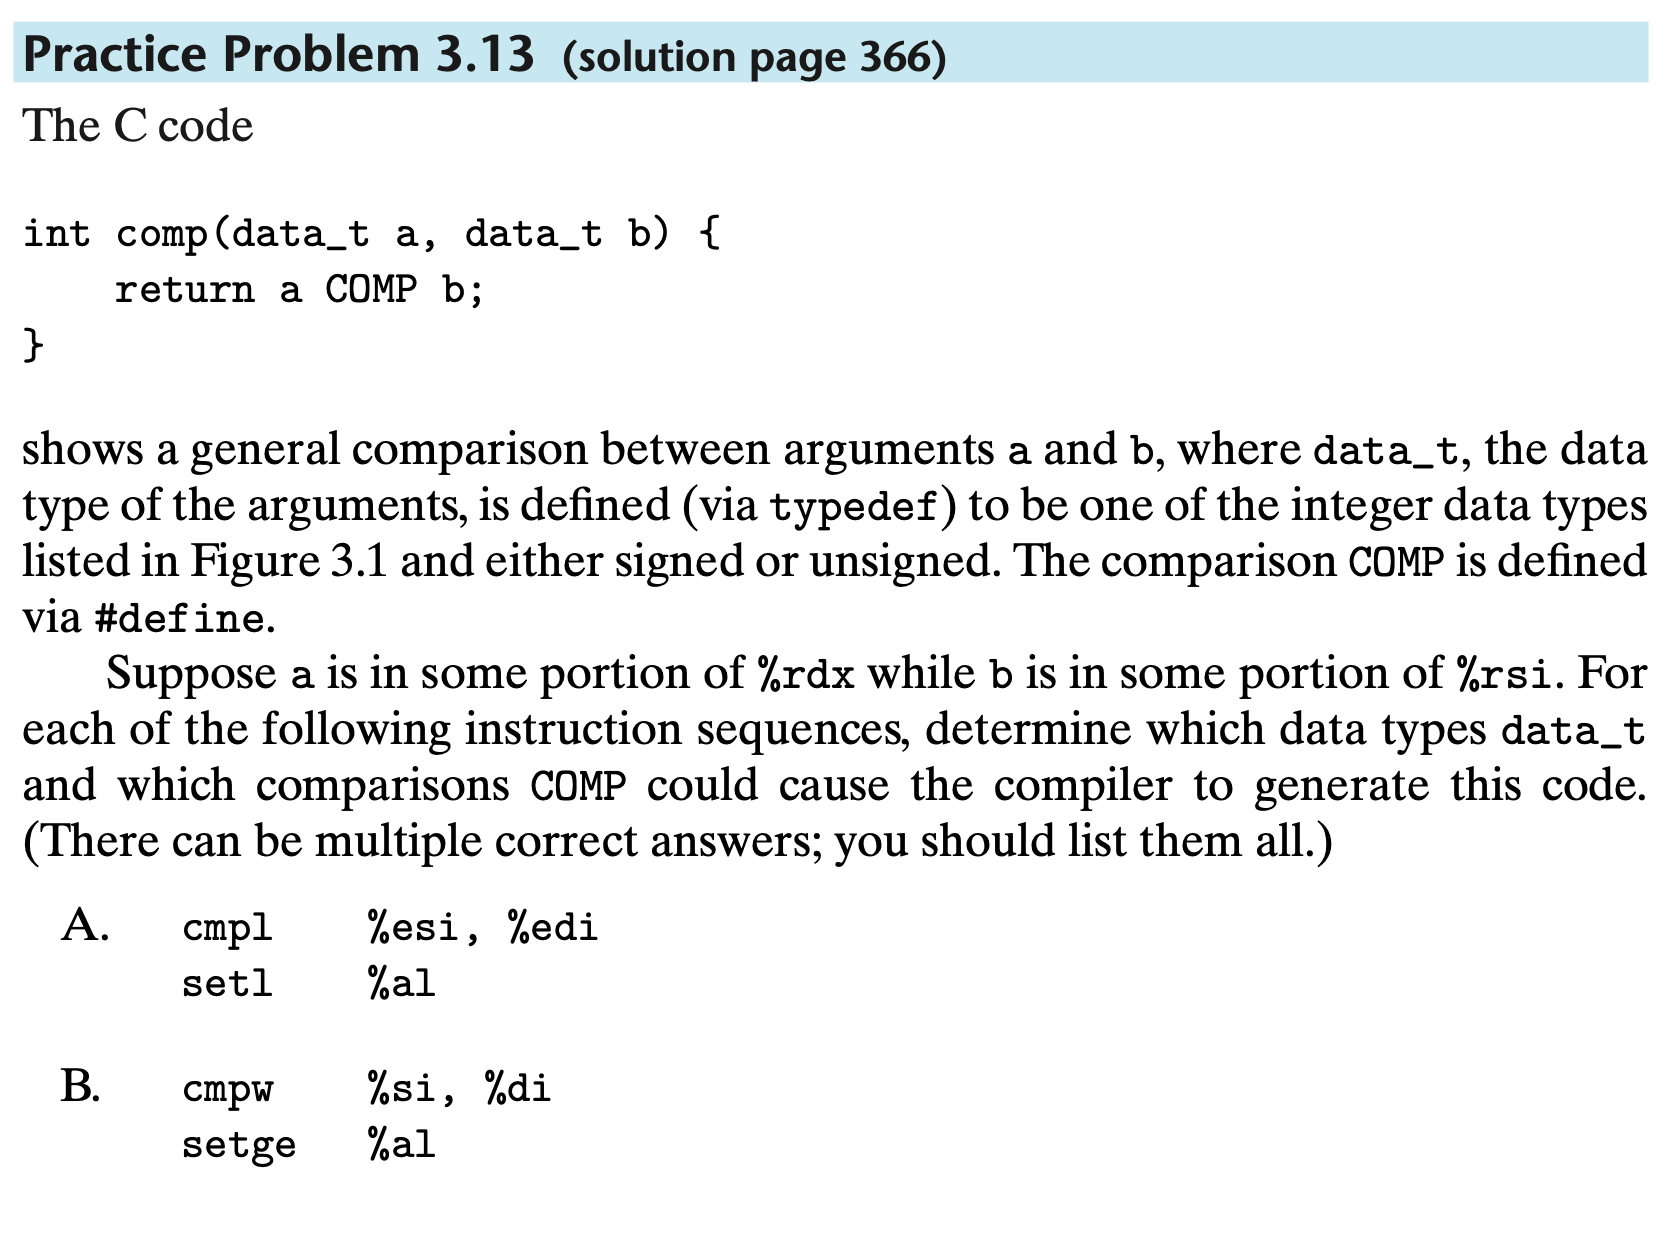 Practice Problem 3.13 (solution page 366)
The C code
int comp(data_t a, data_t b) {
    return a COMP b;
}
shows a general comparison between arguments a and b, where data_t, the data
type of the arguments, is defined (via typedef) to be one of the integer data types
listed in Figure 3.1 and either signed or unsigned. The comparison COMP is defined
via #define.
Suppose a is in some portion of %rdx while b is in some portion of %rsi. For
each of the following instruction sequences, determine which data types data_t
and which comparisons COMP could cause the compiler to generate this code.
(There can be multiple correct answers; you should list them all.)
A. cmpl %esi, %edi
setl %al
B. cmpw %si, %di
setge %al